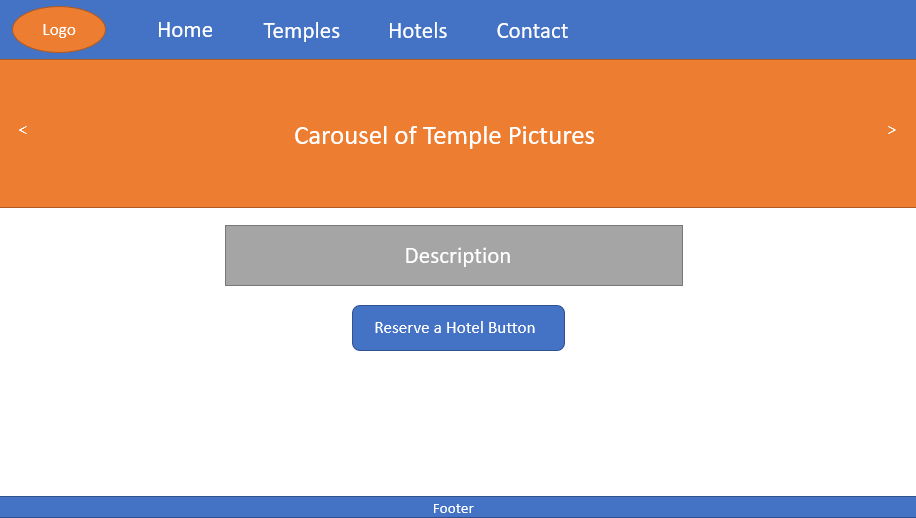 Logo
Home
Temples
Hotels
Contact
<
Carousel of Temple Pictures
>
Description
Reserve a Hotel Button
Footer